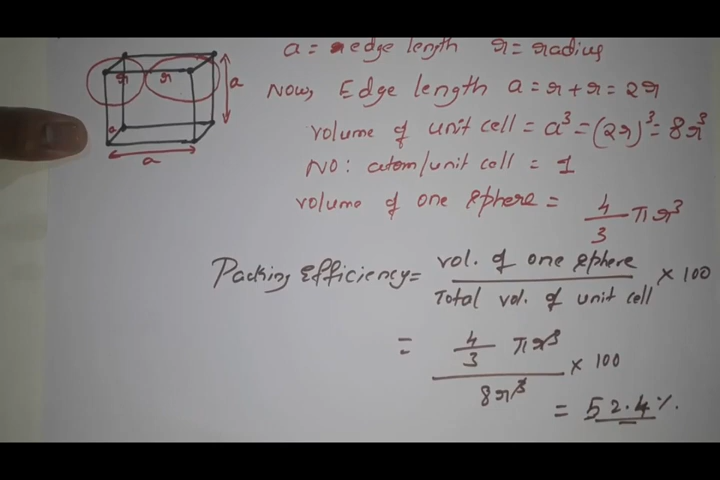 a = edge length r = radius
r r
a
a
a
Now, Edge length a = r + r = 2r
volume of unit cell = a³ = (2r)³ = 8r³
NO: atom/unit cell = 1
volume of one sphere = 4/3 πr³
Packing Efficiency = vol. of one sphere / Total vol. of unit cell × 100
= 4/3 πr³ / 8r³ × 100
= 52.4%.